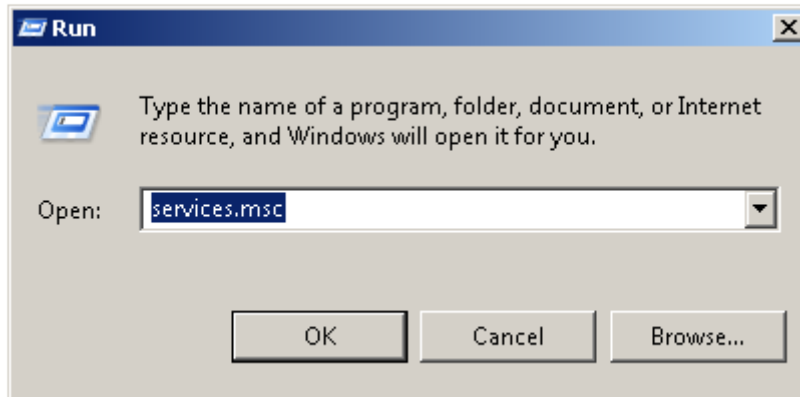 Run
Type the name of a program, folder, document, or Internet
resource, and Windows will open it for you.
Open: services.msc
OK Cancel Browse...